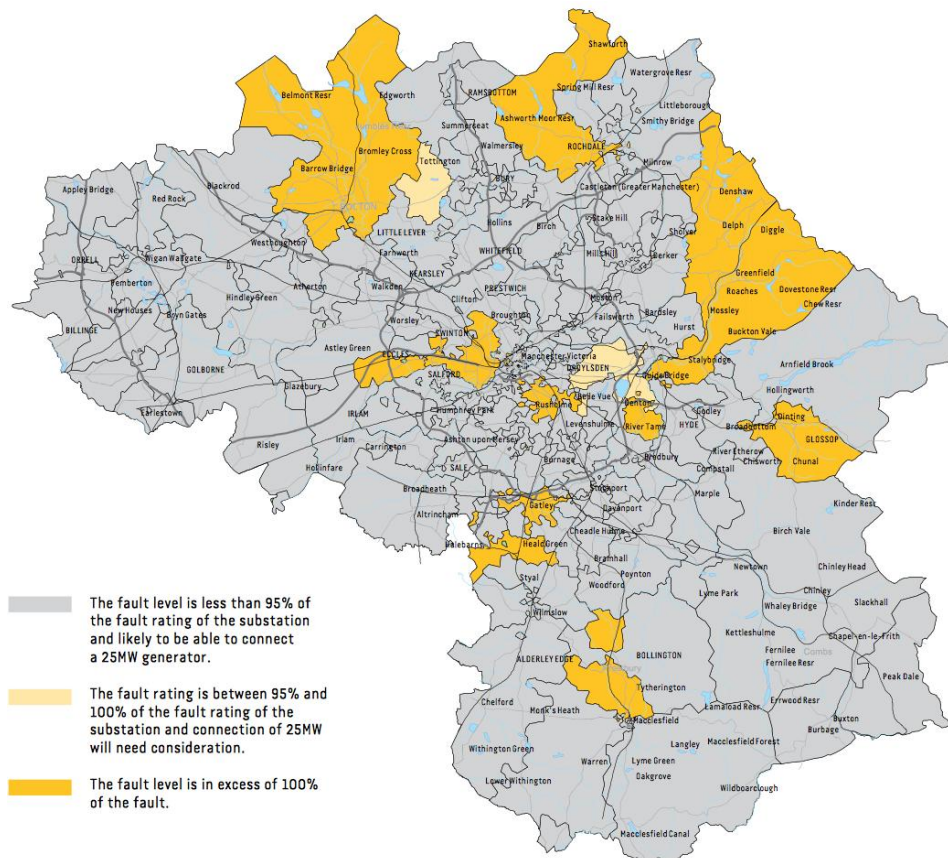 Shawforth
Watergrove Resr
Belmont Resr
Edgworth
RAMSBOTTOM
Spring Mill Resr
Littleborough
Ashworth Moor Resr
Smithy Bridge
Summerseat
Bromley Cross
Walmersley
ROCHDALE
Tottington
Milnrow
Barrow Bridge
BURY
Castleton (Greater Manchester)
Denshaw
Blackrod
Appley Bridge
Red Rock
Hollins
Birch
Stake Hill
Delph
Diggle
LITTLE LEVER
Westhoughton
Farnworth
WHITEFIELD
ORRELL
Wigan Wallgate
KEARSLEY
Greenfield
Atherton
Walkden
PRESTWICH
Roaches
Dovestone Resr
Pemberton
Hindley Green
Clifton
Mossley
Chew Resr
New Houses
Bryn Gates
Worsley
Broughton
Failsworth
Bardsley
Hurst
Buckton Vale
BILLINGE
SWINTON
Astley Green
Manchester Victoria
Stalybridge
Arnfield Brook
ECCLES
GOLBORNE
SALFORD
Guide Bridge
Hollingworth
Glazebury
Rusholme
Belle Vue
Denton
Godley
Dinting
Earlestown
IRLAM
Humphrey Park
Levenshulme
River Tame
HYDE
Broadbottom
GLOSSOP
Risley
Irlam
Carrington
Ashton upon Mersey
River Etherow
Chisworth
Chunal
Hollinfare
SALE
Burnage
Bredbury
Compstall
Broadheath
Stockport
Marple
Kinder Resr
Altrincham
Gatley
Davenport
Birch Vale
Cheadle Hulme
Heald Green
Bramhall
Poynton
Newtown
Chinley Head
Styal
Woodford
Chinley
Slackhall
Lyme Park
Whaley Bridge
Wilmslow
Kettleshulme
Chapel-en-le-Frith
Fernilee
Combs
ALDERLEY EDGE
BOLLINGTON
Fernilee Resr
Peak Dale
Chelford
Tytherington
Errwood Resr
Monk's Heath
Lamaload Resr
Buxton
Macclesfield
Burbage
Withington Green
Langley
Macclesfield Forest
Warren
Lyme Green
Lower Withington
Oakgrove
Wildboarclough
Macclesfield Canal
The fault level is less than 95% of
the fault rating of the substation
and likely to be able to connect
a 25MW generator.
The fault rating is between 95% and
100% of the fault rating of the
substation and connection of 25MW
will need consideration.
The fault level is in excess of 100%
of the fault.